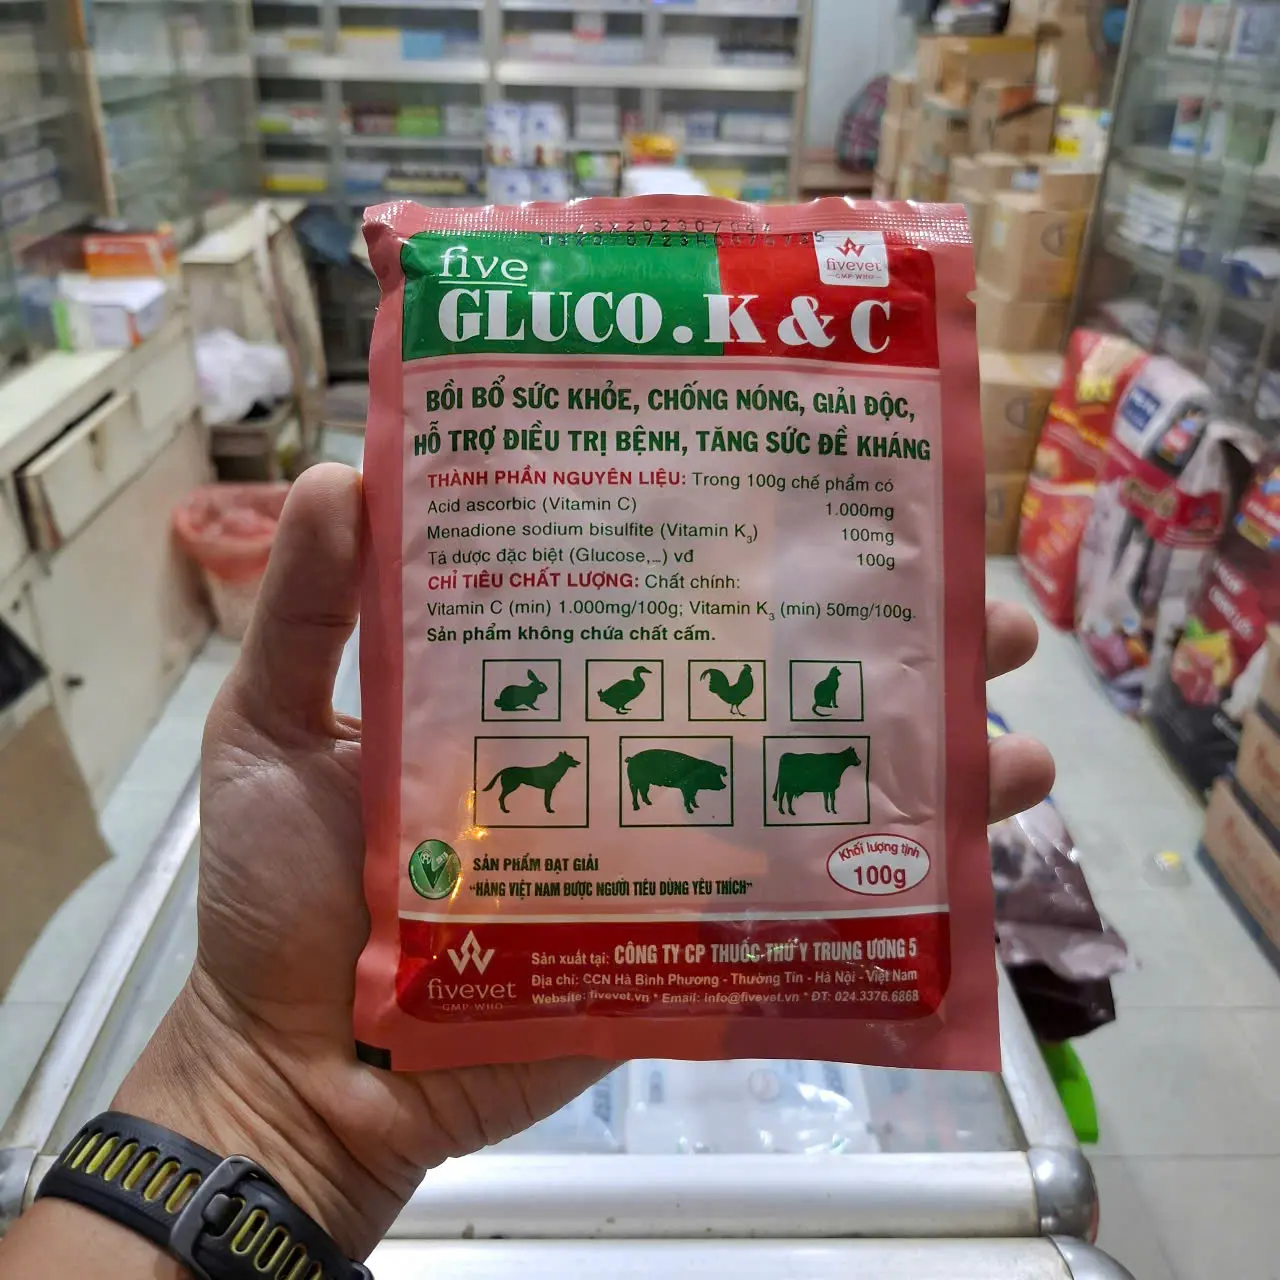 five
GLUCO.K & C
fivevet
GMP-WHO
BỒI BỔ SỨC KHỎE, CHỐNG NÓNG, GIẢI ĐỘC,
HỖ TRỢ ĐIỀU TRỊ BỆNH, TĂNG SỨC ĐỀ KHÁNG
THÀNH PHẦN NGUYÊN LIỆU: Trong 100g chế phẩm có
Acid ascorbic (Vitamin C) 1.000mg
Menadione sodium bisulfite (Vitamin K₃) 100mg
Tá dược đặc biệt (Glucose,...) vđ 100g
CHỈ TIÊU CHẤT LƯỢNG: Chất chính:
Vitamin C (min) 1.000mg/100g; Vitamin K₃ (min) 50mg/100g.
Sản phẩm không chứa chất cấm.
SẢN PHẨM ĐẠT GIẢI
"HÀNG VIỆT NAM ĐƯỢC NGƯỜI TIÊU DÙNG YÊU THÍCH"
Khối lượng tịnh
100g
fivevet
GMP-WHO
Sản xuất tại: CÔNG TY CP THUỐC THÚ Y TRUNG ƯƠNG 5
Địa chỉ: CCN Hà Bình Phương - Thường Tín - Hà Nội - Việt Nam
Website: fivevet.vn * Email: info@fivevet.vn * ĐT: 024.3376.6868